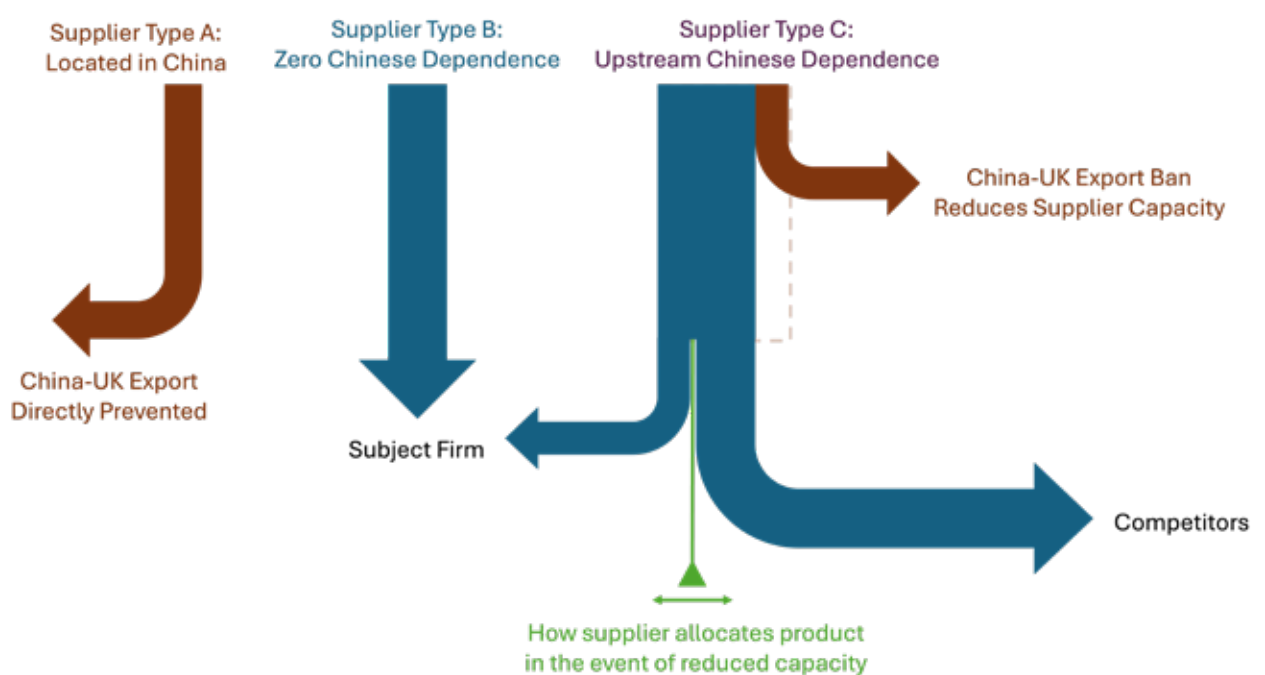 Supplier Type A:
Located in China
Supplier Type B:
Zero Chinese Dependence
Supplier Type C:
Upstream Chinese Dependence
China-UK Export Ban
Reduces Supplier Capacity
China-UK Export
Directly Prevented
Subject Firm
Competitors
How supplier allocates product
in the event of reduced capacity